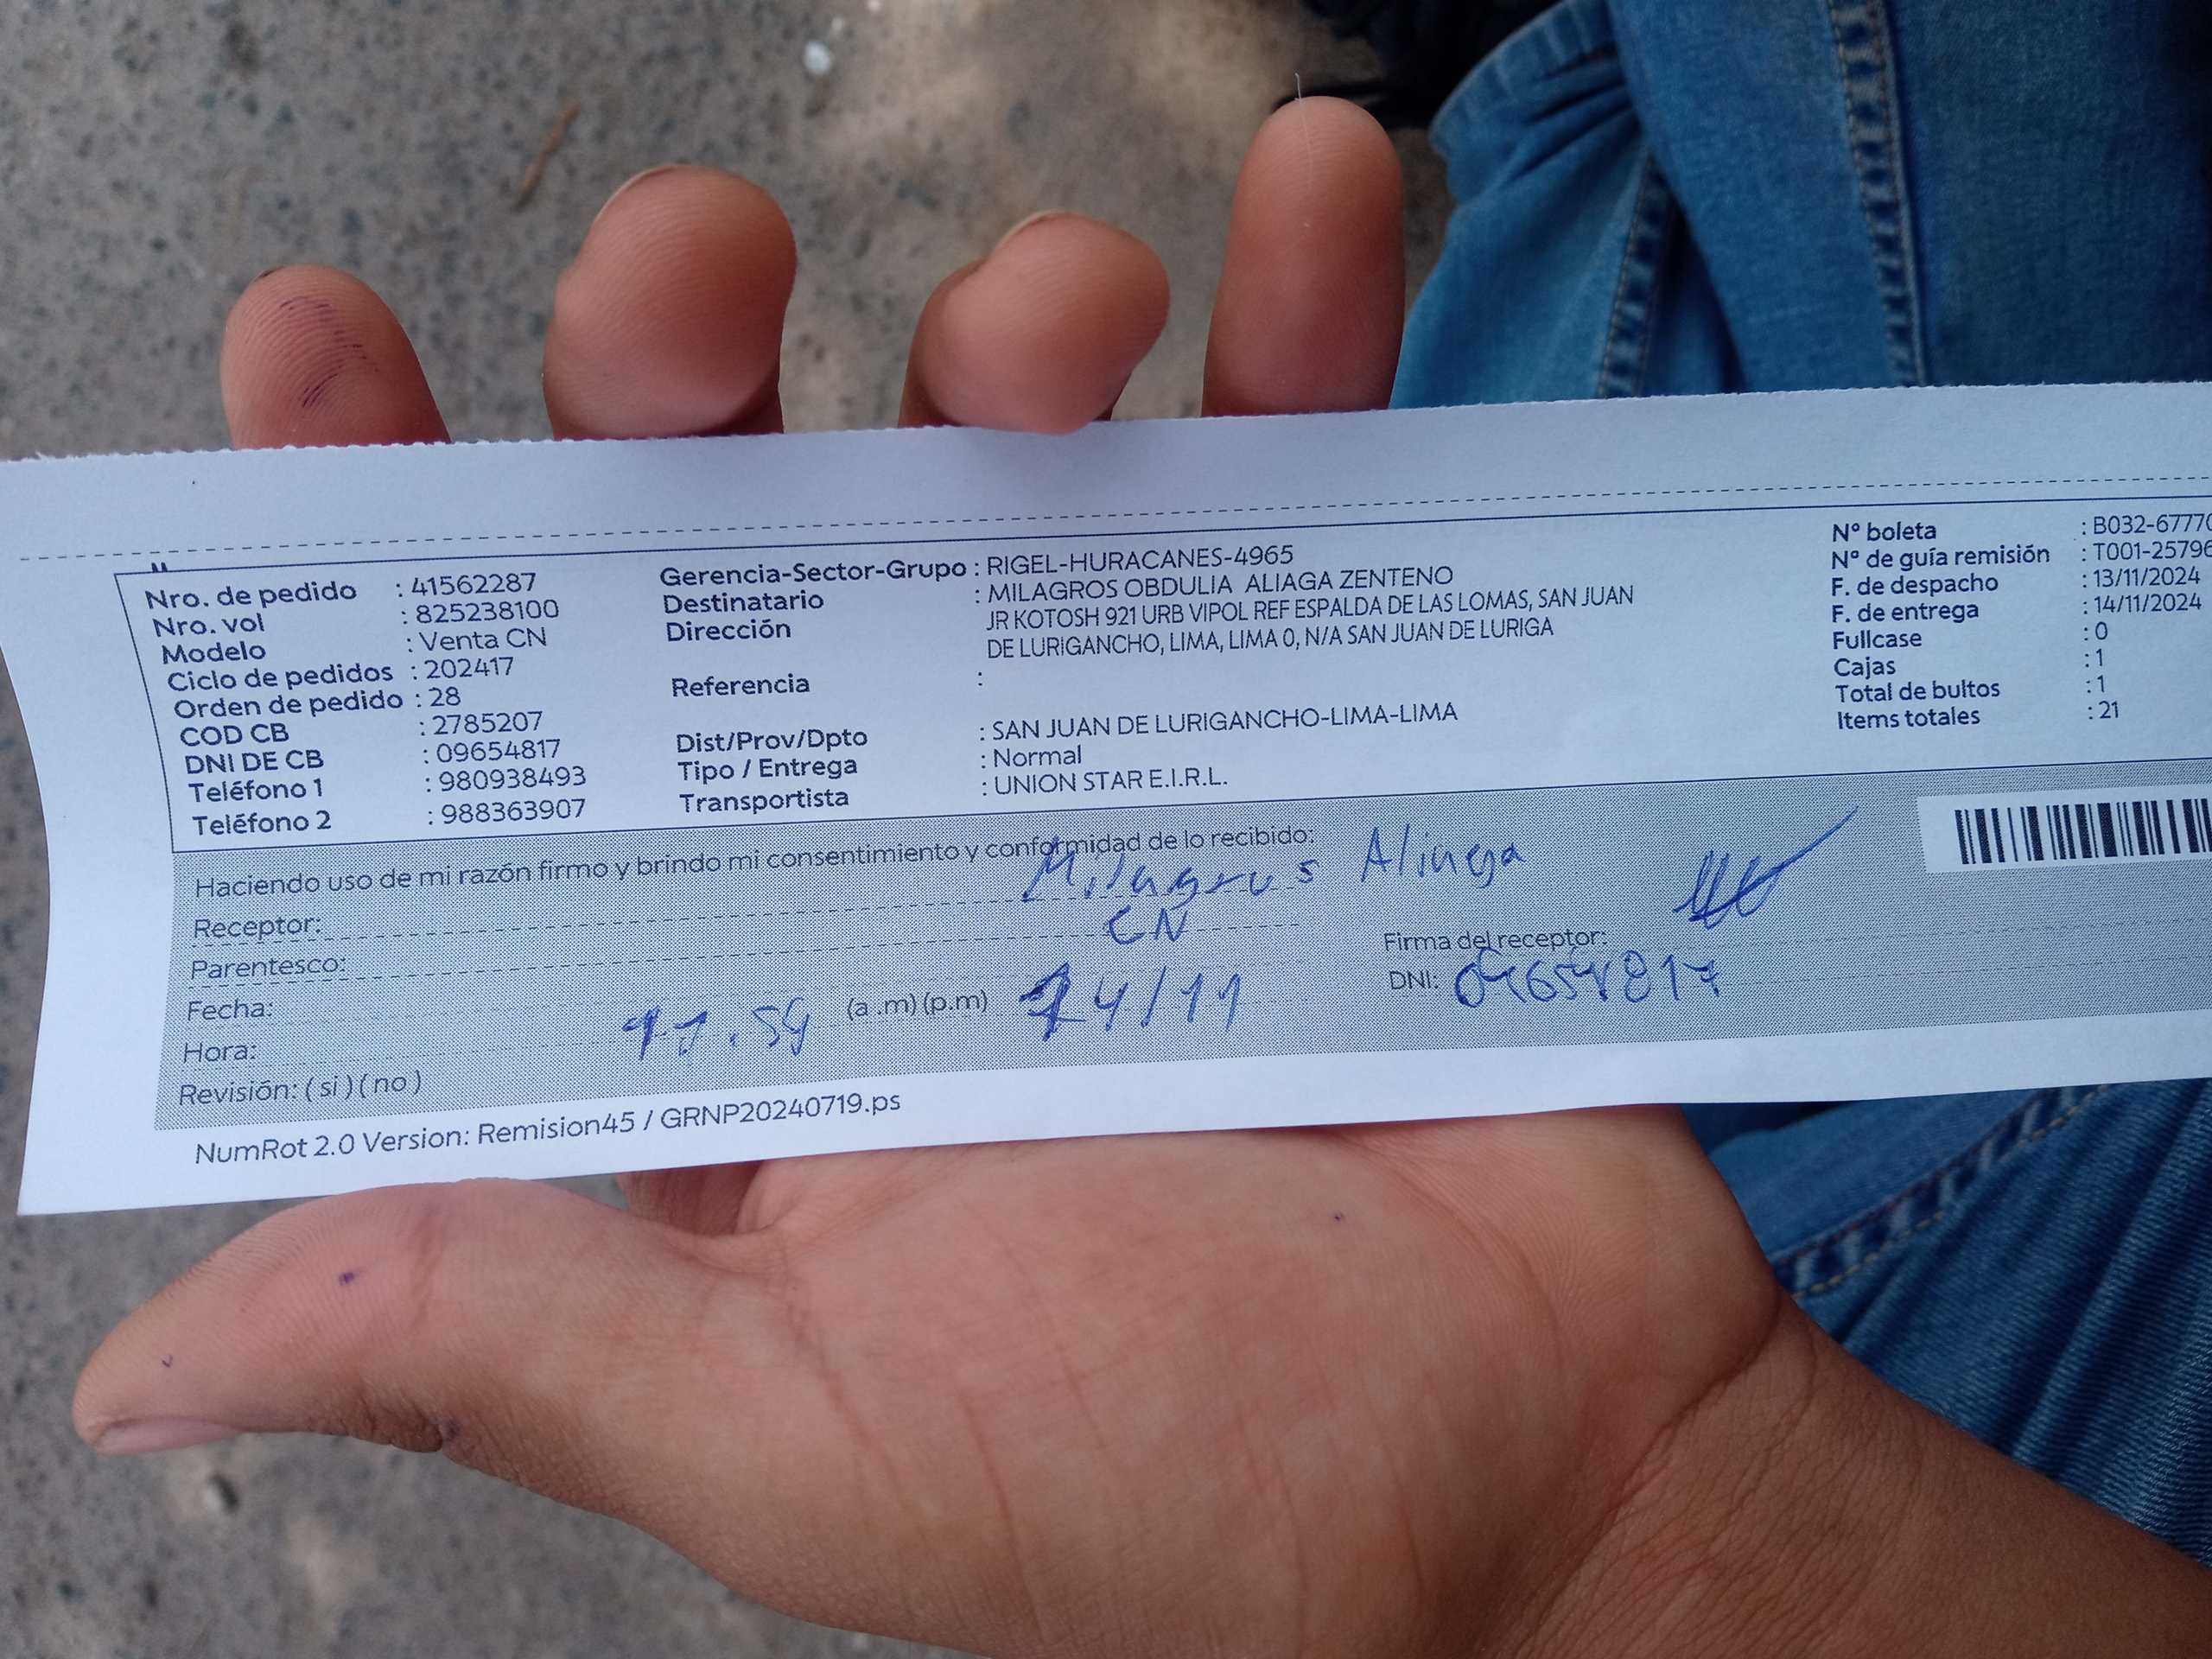 Nro. de pedido : 41562287
Nro. vol : 825238100
Modelo : Venta CN
Ciclo de pedidos : 202417
Orden de pedido : 28
COD CB : 2785207
DNI DE CB : 09654817
Teléfono 1 : 980938493
Teléfono 2 : 988363907
Gerencia-Sector-Grupo : RIGEL-HURACANES-4965
Destinatario : MILAGROS OBDULIA ALIAGA ZENTENO
Dirección JR KOTOSH 921 URB VIPOL REF ESPALDA DE LAS LOMAS, SAN JUAN
DE LURIGANCHO, LIMA, LIMA 0, N/A SAN JUAN DE LURIGA
Referencia :
Dist/Prov/Dpto : SAN JUAN DE LURIGANCHO-LIMA-LIMA
Tipo / Entrega : Normal
Transportista : UNION STAR E.I.R.L.
Nº boleta : B032-6777
Nº de guía remisión : T001-25796
F. de despacho : 13/11/2024
F. de entrega : 14/11/2024
Fullcase : 0
Cajas : 1
Total de bultos : 1
Items totales : 21
Haciendo uso de mi razón firmo y brindo mi consentimiento y conformidad de lo recibido:
Receptor: Milagros Aliaga
Parentesco: CN
Firma del receptor:
Fecha: 14/11
DNI: 09654817
Hora: 11.59 (a .m) (p.m)
Revisión: ( si ) ( no )
NumRot 2.0 Version: Remision45 / GRNP20240719.ps